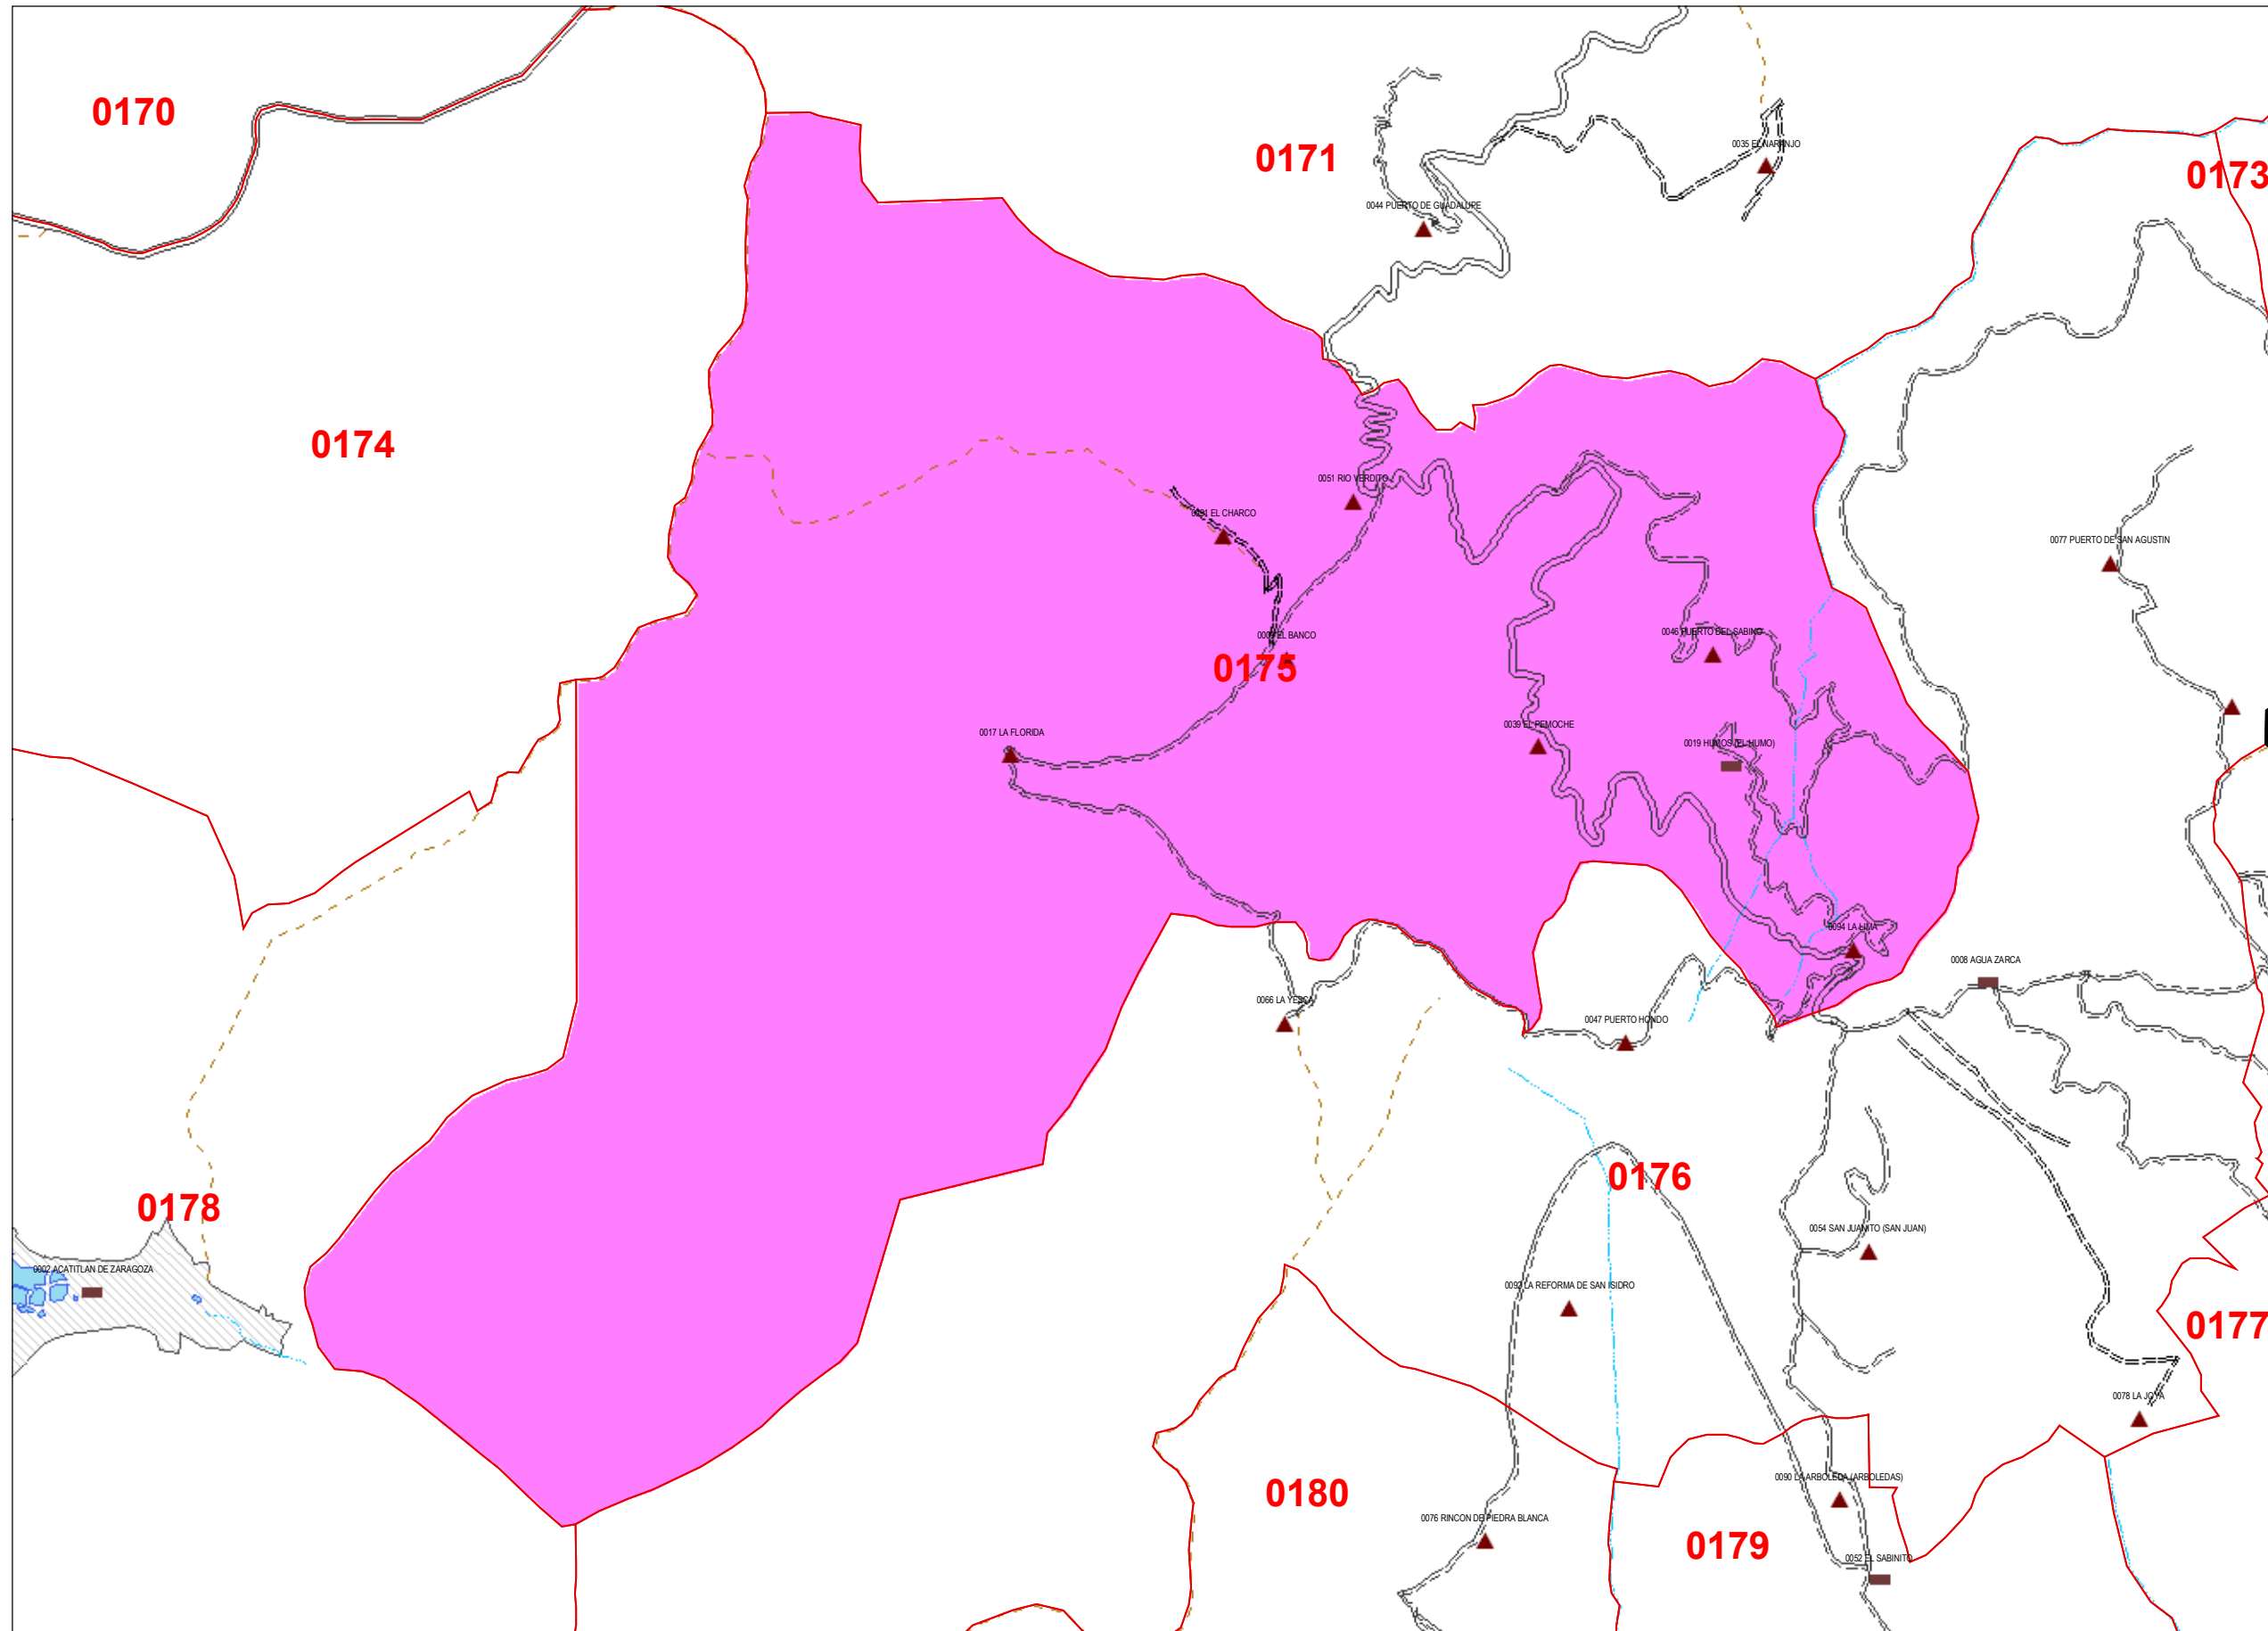 0170
0171
0035 EL NARANJO
0173
0044 PUERTO DE GUADALUPE
0174
0051 RIO VERDITO
0081 EL CHARCO
0077 PUERTO DE SAN AGUSTIN
EL BANCO
0046 PUERTO DEL SABINO
0175
0039 EL PEMOCHE
0017 LA FLORIDA
0019 HUMOS (EL HUMO)
0094 LA LIMA
0008 AGUA ZARCA
0066 LA YESCA
0047 PUERTO HONDO
0176
0178
0054 SAN JUANITO (SAN JUAN)
0002 ACATITLAN DE ZARAGOZA
LA REFORMA DE SAN ISIDRO
0177
0078 LA JOYA
0180
0090 LA ARBOLEDA (ARBOLEDAS)
0076 RINCON DE PIEDRA BLANCA
0179
0052 EL SABINITO